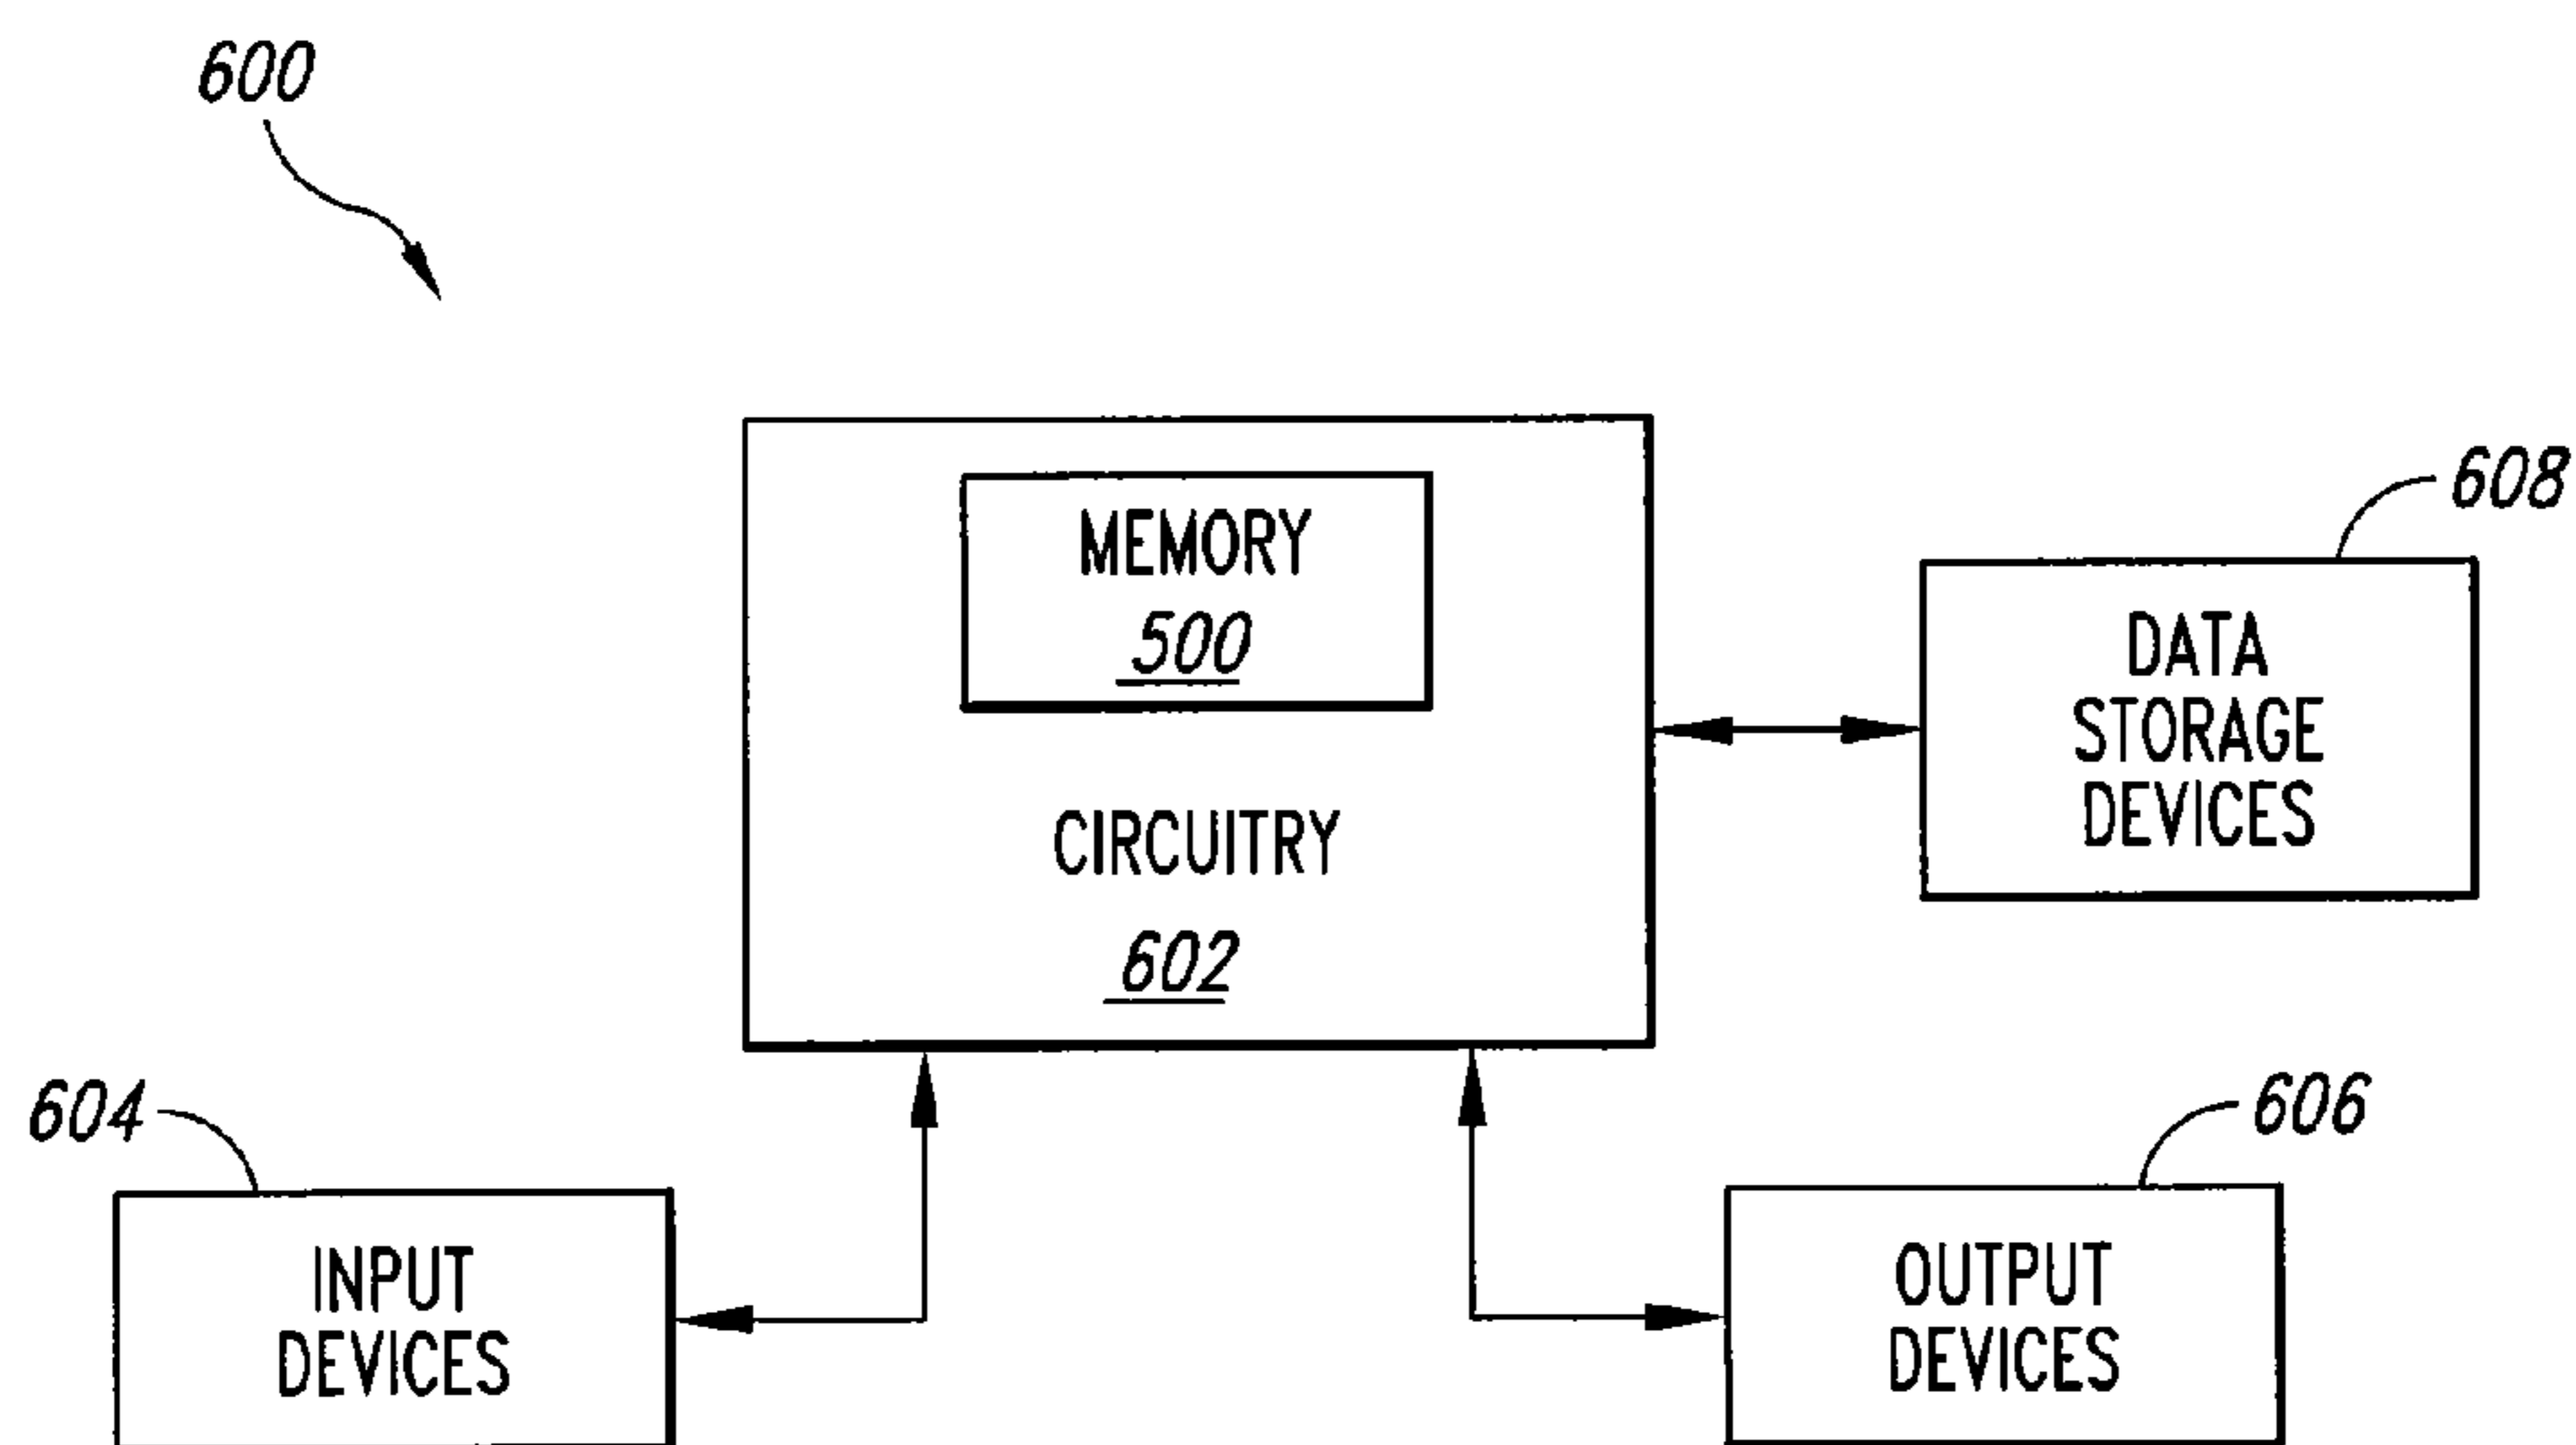 600
MEMORY
500
CIRCUITRY
602
608
DATA
STORAGE
DEVICES
604
INPUT
DEVICES
606
OUTPUT
DEVICES